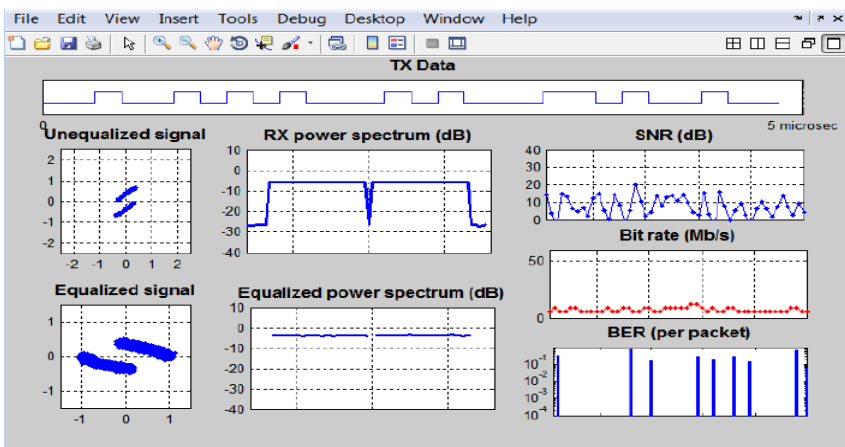 File Edit View Insert Tools Debug Desktop Window Help
TX Data
0
5 microsec
Unequalized signal
2
1
0
-1
-2
-2 -1 0 1 2
RX power spectrum (dB)
10
0
-10
-20
-30
-40
SNR (dB)
40
30
20
10
0
Bit rate (Mb/s)
50
0
Equalized signal
1
0
-1
-1 0 1
Equalized power spectrum (dB)
10
0
-10
-20
-30
-40
BER (per packet)
10-1
10-2
10-3
10-4